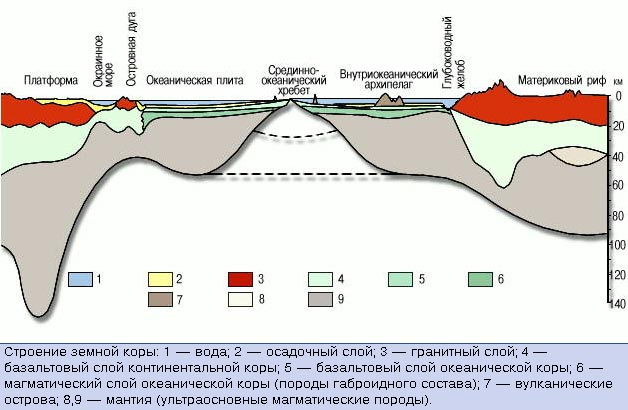 Платформа
Окраинное
море
Островная дуга
Океаническая плита
Срединно-
океанический
хребет
Внутриокеанический
архипелаг
Глубоководный
желоб
Материковый риф
км
0
20
40
60
80
100
120
140
1 2 3 4 5 6
7 8 9
Строение земной коры: 1 — вода; 2 — осадочный слой; 3 — гранитный слой; 4 —
базальтовый слой континентальной коры; 5 — базальтовый слой океанической коры; 6 —
магматический слой океанической коры (породы габроидного состава); 7 — вулканические
острова; 8,9 — мантия (ультраосновные магматические породы).